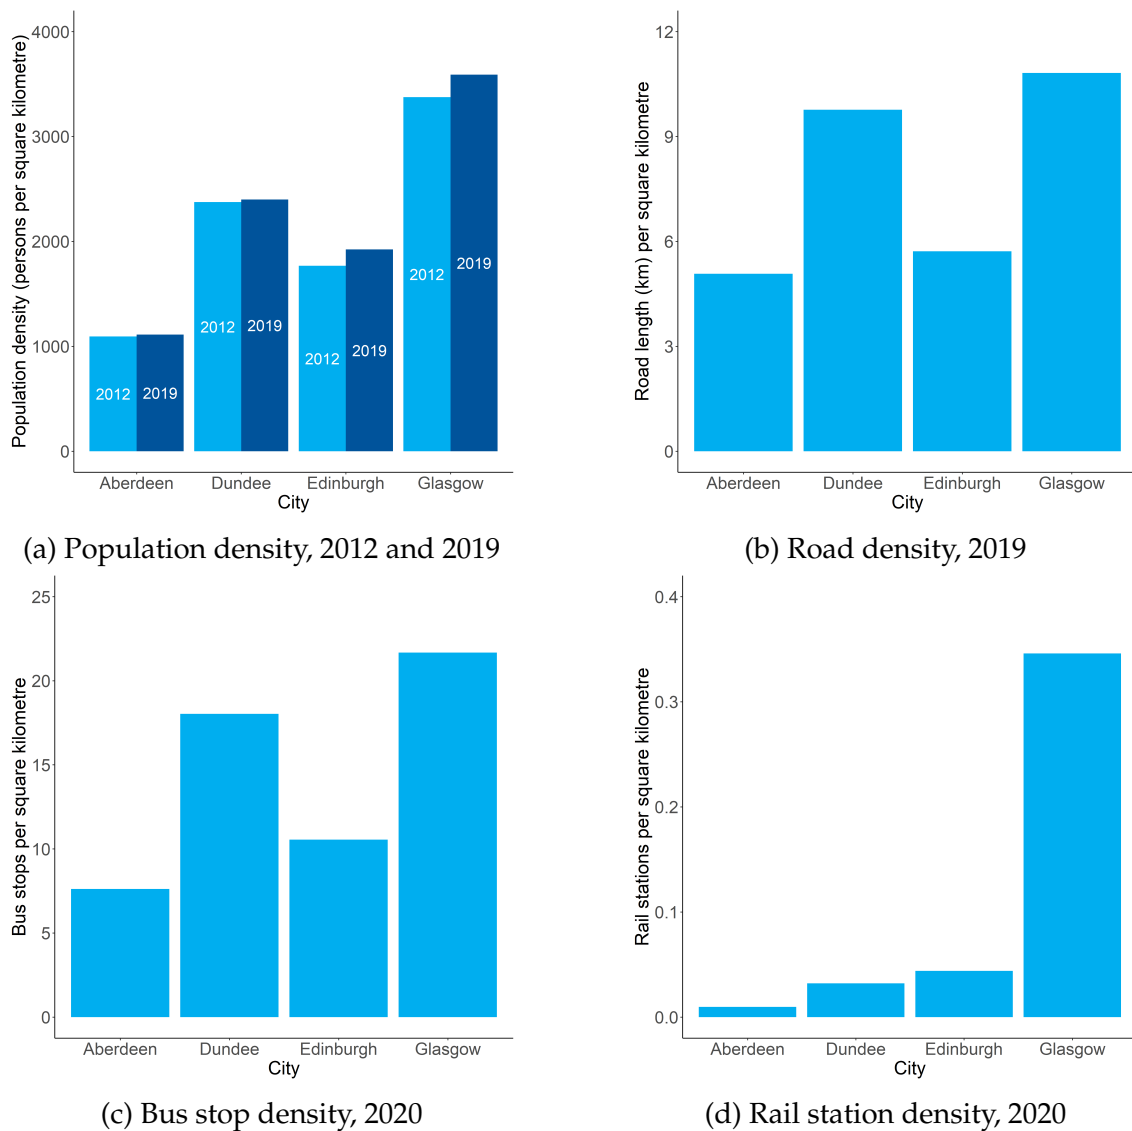 Population density (persons per square kilometre)
4000
3000
2000
1000
0
2012
2019
2012
2019
2012
2019
2012
2019
Aberdeen Dundee Edinburgh Glasgow
City
(a) Population density, 2012 and 2019
Road length (km) per square kilometre
12
9
6
3
0
Aberdeen Dundee Edinburgh Glasgow
City
(b) Road density, 2019
Bus stops per square kilometre
25
20
15
10
5
0
Aberdeen Dundee Edinburgh Glasgow
City
(c) Bus stop density, 2020
Rail stations per square kilometre
0.4
0.3
0.2
0.1
0.0
Aberdeen Dundee Edinburgh Glasgow
City
(d) Rail station density, 2020